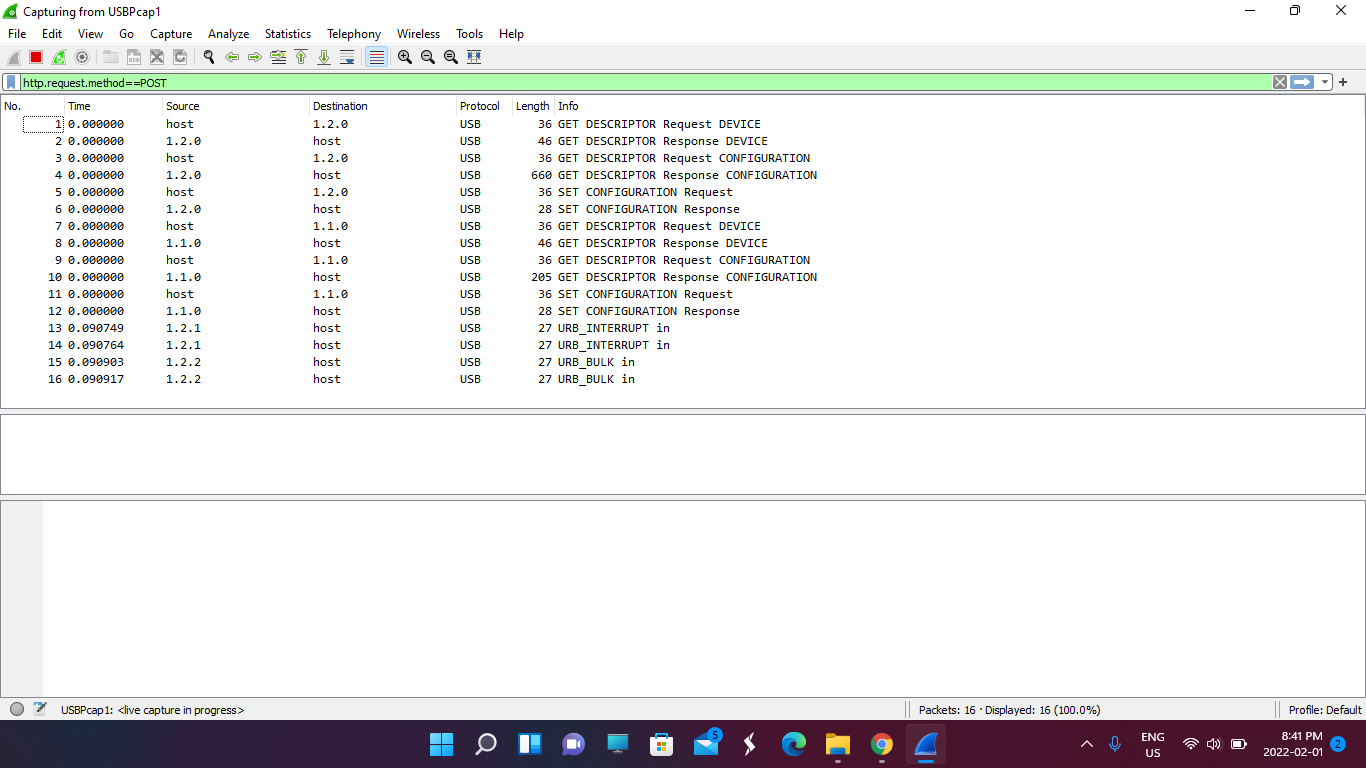 Capturing from USBPcap1
File Edit View Go Capture Analyze Statistics Telephony Wireless Tools Help
http.request.method==POST
No. Time Source Destination Protocol Length Info
1 0.000000 host 1.2.0 USB 36 GET DESCRIPTOR Request DEVICE
2 0.000000 1.2.0 host USB 46 GET DESCRIPTOR Response DEVICE
3 0.000000 host 1.2.0 USB 36 GET DESCRIPTOR Request CONFIGURATION
4 0.000000 1.2.0 host USB 660 GET DESCRIPTOR Response CONFIGURATION
5 0.000000 host 1.2.0 USB 36 SET CONFIGURATION Request
6 0.000000 1.2.0 host USB 28 SET CONFIGURATION Response
7 0.000000 host 1.1.0 USB 36 GET DESCRIPTOR Request DEVICE
8 0.000000 1.1.0 host USB 46 GET DESCRIPTOR Response DEVICE
9 0.000000 host 1.1.0 USB 36 GET DESCRIPTOR Request CONFIGURATION
10 0.000000 1.1.0 host USB 205 GET DESCRIPTOR Response CONFIGURATION
11 0.000000 host 1.1.0 USB 36 SET CONFIGURATION Request
12 0.000000 1.1.0 host USB 28 SET CONFIGURATION Response
13 0.090749 1.2.1 host USB 27 URB_INTERRUPT in
14 0.090764 1.2.1 host USB 27 URB_INTERRUPT in
15 0.090903 1.2.2 host USB 27 URB_BULK in
16 0.090917 1.2.2 host USB 27 URB_BULK in
USBPcap1: <live capture in progress> Packets: 16 · Displayed: 16 (100.0%) Profile: Default
5
ENG 8:41 PM
US 2022-02-01 2